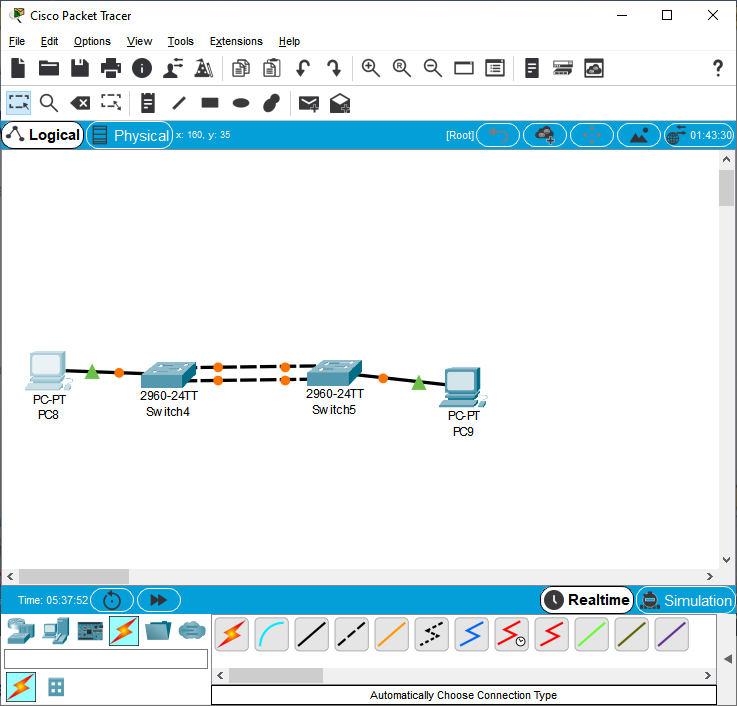 Cisco Packet Tracer
File Edit Options View Tools Extensions Help
Logical Physical x: 160, y: 35 [Root] 01:43:30
PC-PT
PC8
2960-24TT
Switch4
2960-24TT
Switch5
PC-PT
PC9
Time: 05:37:52 Realtime Simulation
Automatically Choose Connection Type